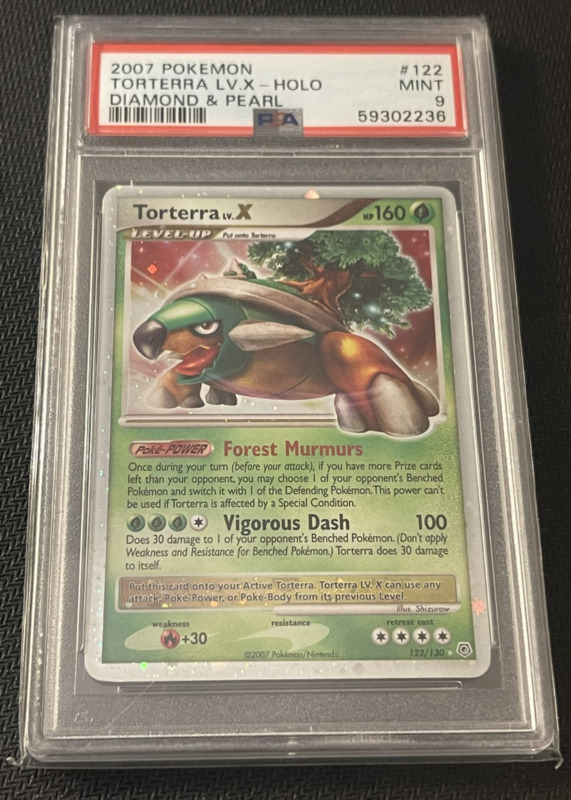 2007 POKEMON #122
TORTERRA LV.X - HOLO MINT
DIAMOND & PEARL 9
PSA 59302236
Torterra LV.X HP160
LEVEL-UP Put onto Torterra
Poké-POWER Forest Murmurs
Once during your turn (before your attack), if you have more Prize cards
left than your opponent, you may choose 1 of your opponent's Benched
Pokémon and switch it with 1 of the Defending Pokémon. This power can't
be used if Torterra is affected by a Special Condition.
Vigorous Dash 100
Does 30 damage to 1 of your opponent's Benched Pokémon. (Don't apply
Weakness and Resistance for Benched Pokémon.) Torterra does 30 damage
to itself.
Put this card onto your Active Torterra. Torterra LV. X can use any
attack, Poké-Power, or Poké-Body from its previous Level.
Illus. Shizurow
weakness resistance retreat cost
+30
©2007 Pokémon/Nintendo 122/130